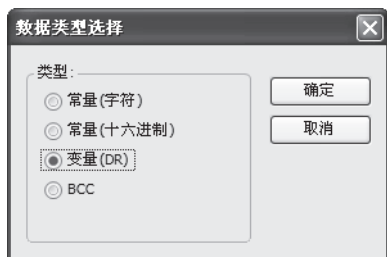 数据类型选择
类型:
常量(字符)
确定
常量(十六进制)
取消
变量(DR)
BCC